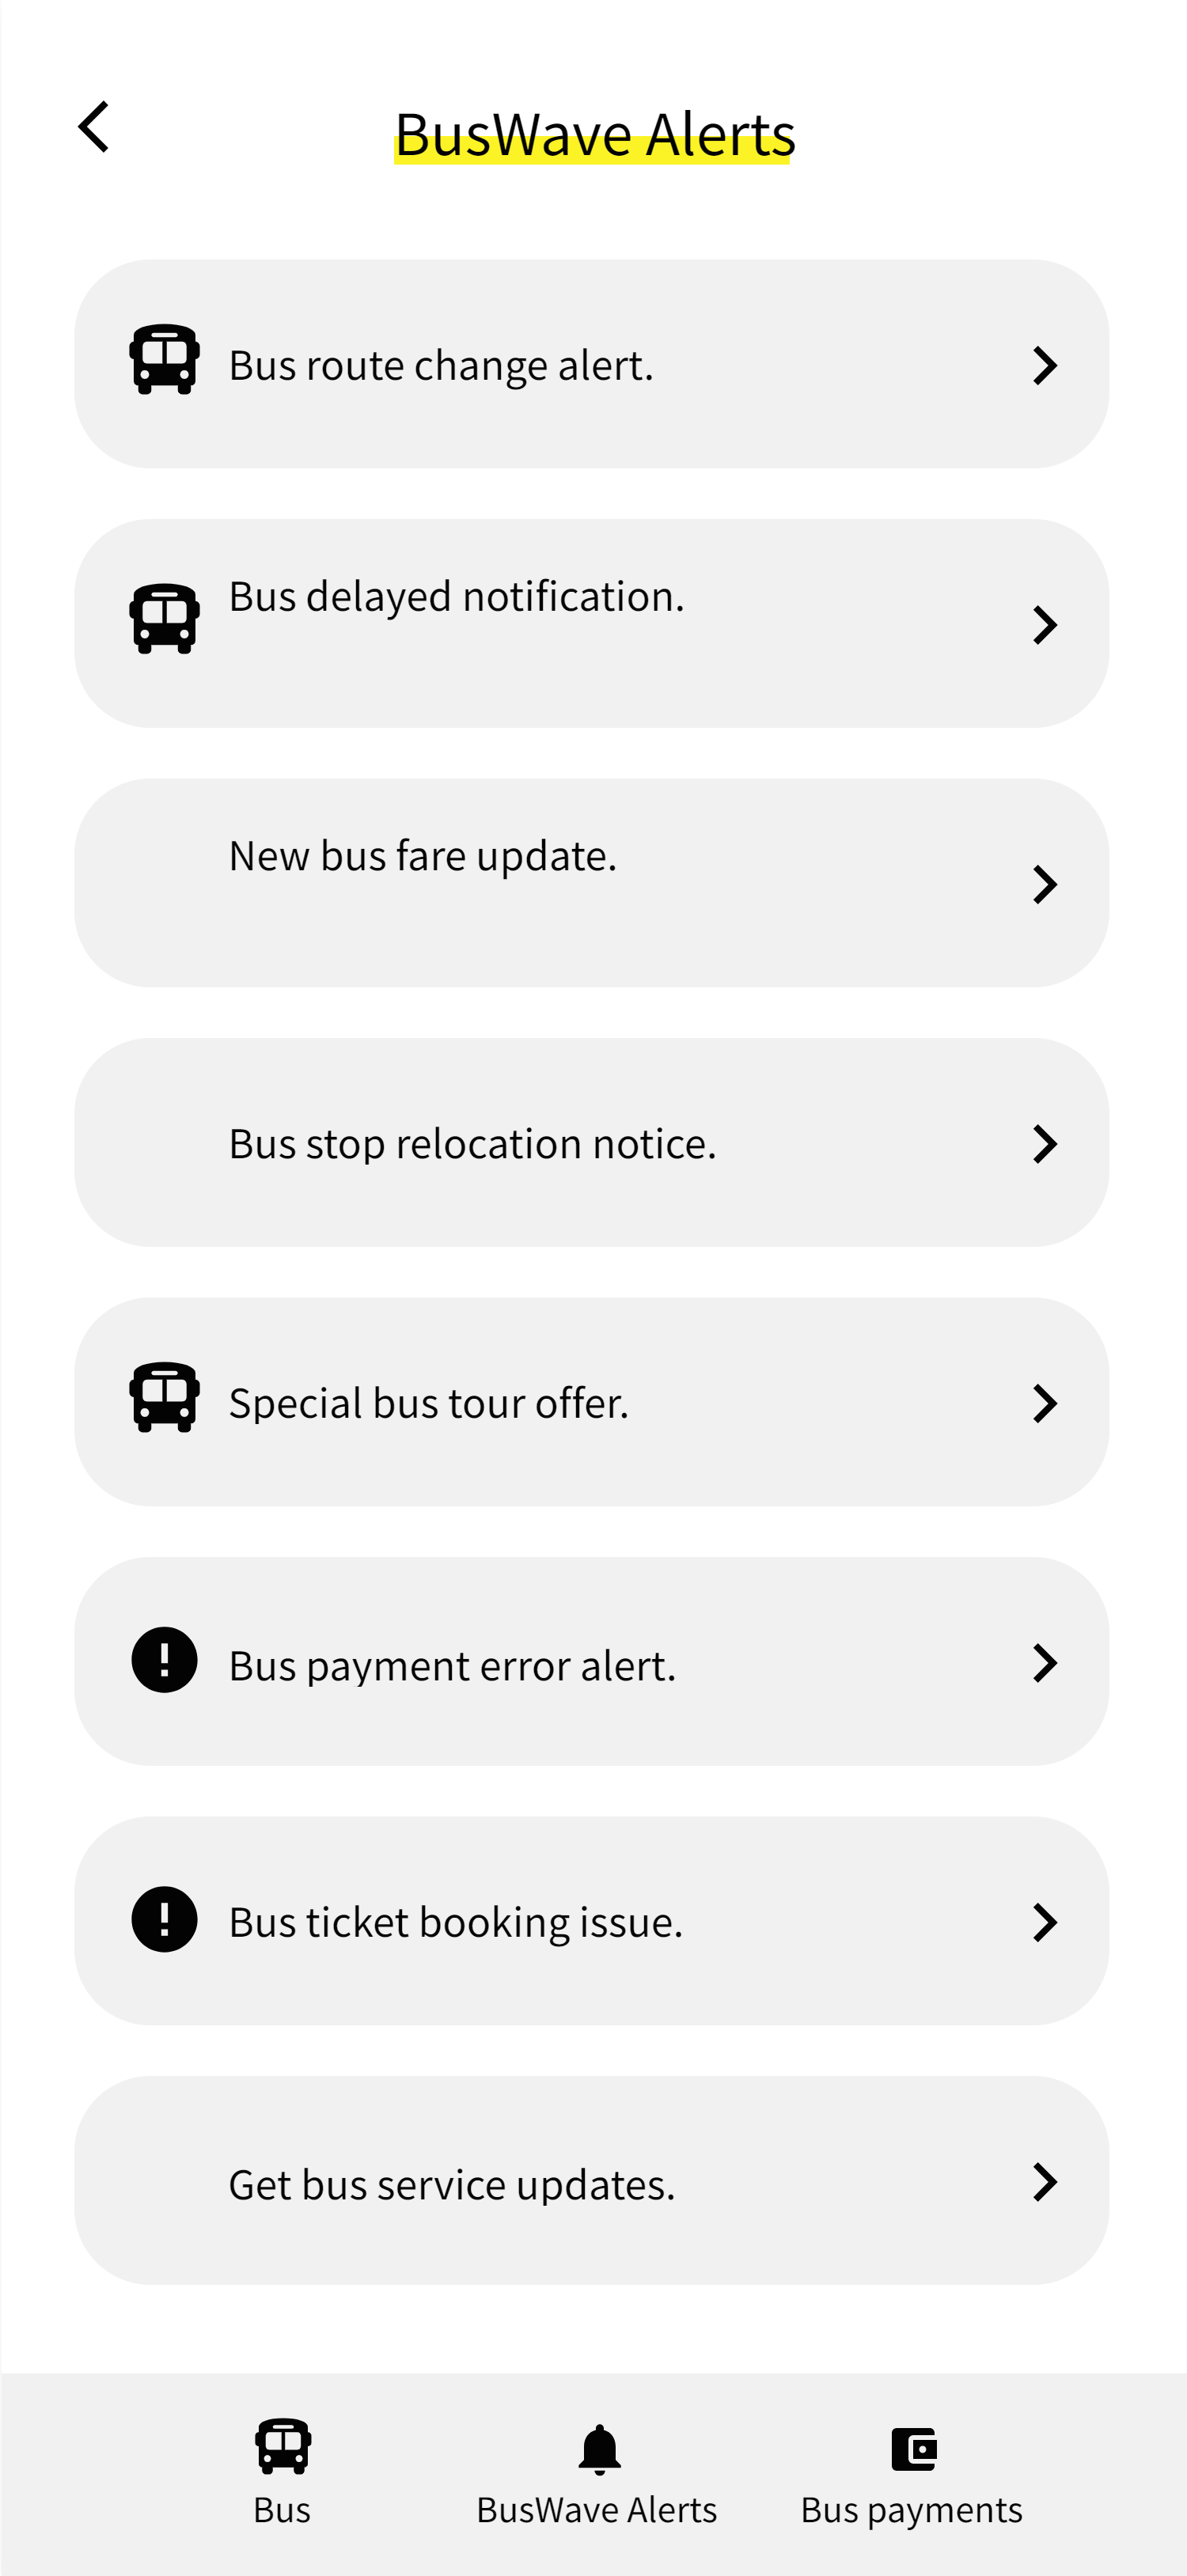 BusWave Alerts
Bus route change alert.
Bus delayed notification.
New bus fare update.
Bus stop relocation notice.
Special bus tour offer.
Bus payment error alert.
Bus ticket booking issue.
Get bus service updates.
Bus
BusWave Alerts
Bus payments